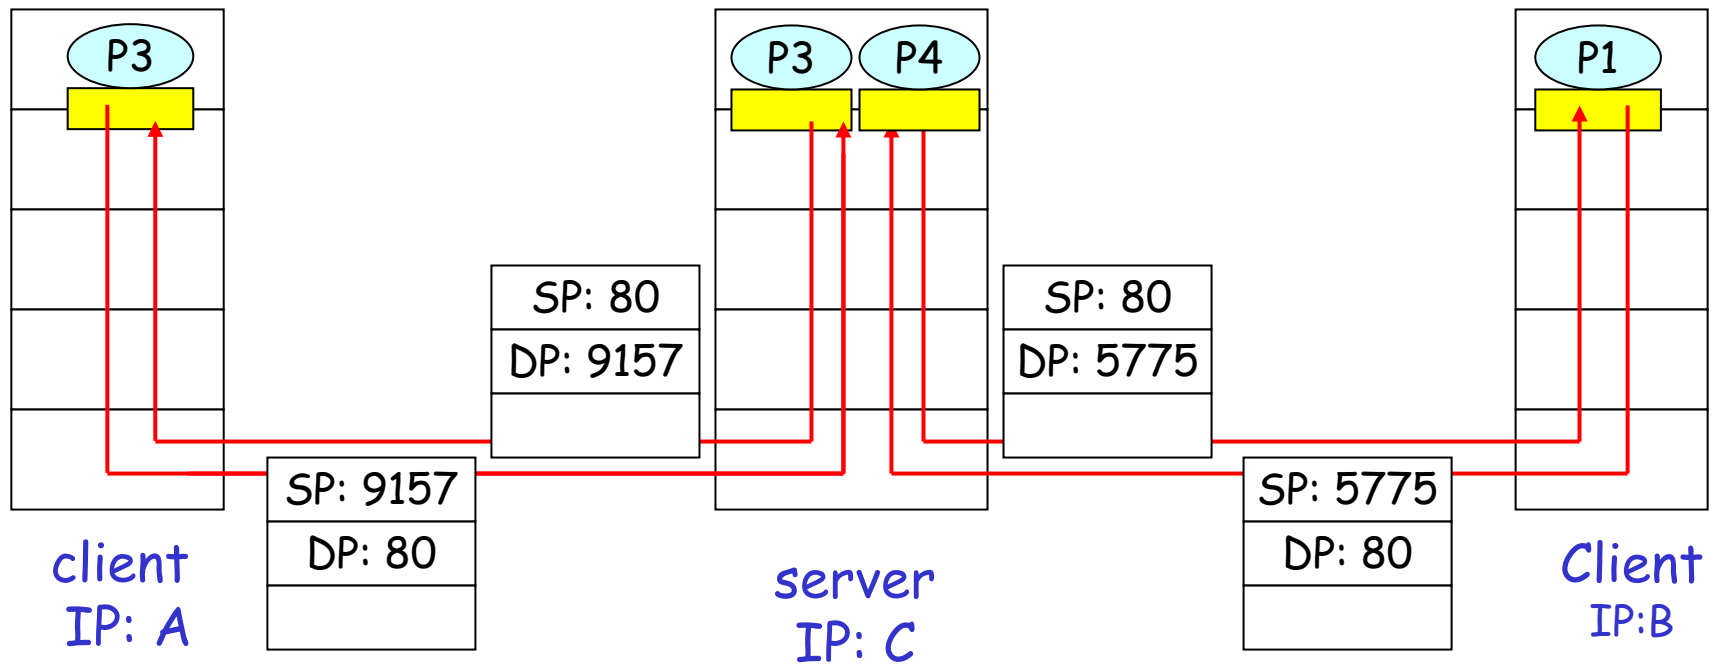 P3
P3
P4
P1
SP: 80
DP: 9157
SP: 80
DP: 5775
SP: 9157
DP: 80
SP: 5775
DP: 80
client
IP: A
server
IP: C
Client
IP:B